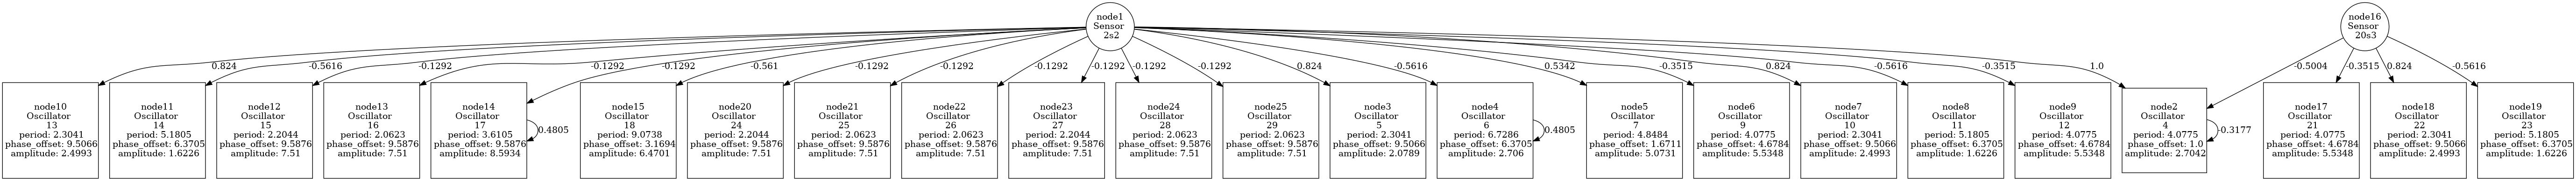 node1
Sensor
2s2
node16
Sensor
20s3
0.824
-0.5616
-0.1292
-0.1292
-0.1292
-0.561
-0.1292
-0.1292
-0.1292
-0.1292
-0.1292
-0.1292
0.824
-0.5616
0.5342
-0.3515
0.824
-0.5616
-0.3515
1.0
-0.5004
-0.3515
0.824
-0.5616
node10
Oscillator
13
period: 2.3041
phase_offset: 9.5066
amplitude: 2.4993
node11
Oscillator
14
period: 5.1805
phase_offset: 6.3705
amplitude: 1.6226
node12
Oscillator
15
period: 2.2044
phase_offset: 9.5876
amplitude: 7.51
node13
Oscillator
16
period: 2.0623
phase_offset: 9.5876
amplitude: 7.51
node14
Oscillator
17
period: 3.6105
phase_offset: 9.5876
amplitude: 8.5934
0.4805
node15
Oscillator
18
period: 9.0738
phase_offset: 3.1694
amplitude: 6.4701
node20
Oscillator
24
period: 2.2044
phase_offset: 9.5876
amplitude: 7.51
node21
Oscillator
25
period: 2.0623
phase_offset: 9.5876
amplitude: 7.51
node22
Oscillator
26
period: 2.0623
phase_offset: 9.5876
amplitude: 7.51
node23
Oscillator
27
period: 2.2044
phase_offset: 9.5876
amplitude: 7.51
node24
Oscillator
28
period: 2.0623
phase_offset: 9.5876
amplitude: 7.51
node25
Oscillator
29
period: 2.0623
phase_offset: 9.5876
amplitude: 7.51
node3
Oscillator
5
period: 2.3041
phase_offset: 9.5066
amplitude: 2.0789
node4
Oscillator
6
period: 6.7286
phase_offset: 6.3705
amplitude: 2.706
0.4805
node5
Oscillator
7
period: 4.8484
phase_offset: 1.6711
amplitude: 5.0731
node6
Oscillator
9
period: 4.0775
phase_offset: 4.6784
amplitude: 5.5348
node7
Oscillator
10
period: 2.3041
phase_offset: 9.5066
amplitude: 2.4993
node8
Oscillator
11
period: 5.1805
phase_offset: 6.3705
amplitude: 1.6226
node9
Oscillator
12
period: 4.0775
phase_offset: 4.6784
amplitude: 5.5348
node2
Oscillator
4
period: 4.0775
phase_offset: 1.0
amplitude: 2.7042
-0.3177
node17
Oscillator
21
period: 4.0775
phase_offset: 4.6784
amplitude: 5.5348
node18
Oscillator
22
period: 2.3041
phase_offset: 9.5066
amplitude: 2.4993
node19
Oscillator
23
period: 5.1805
phase_offset: 6.3705
amplitude: 1.6226